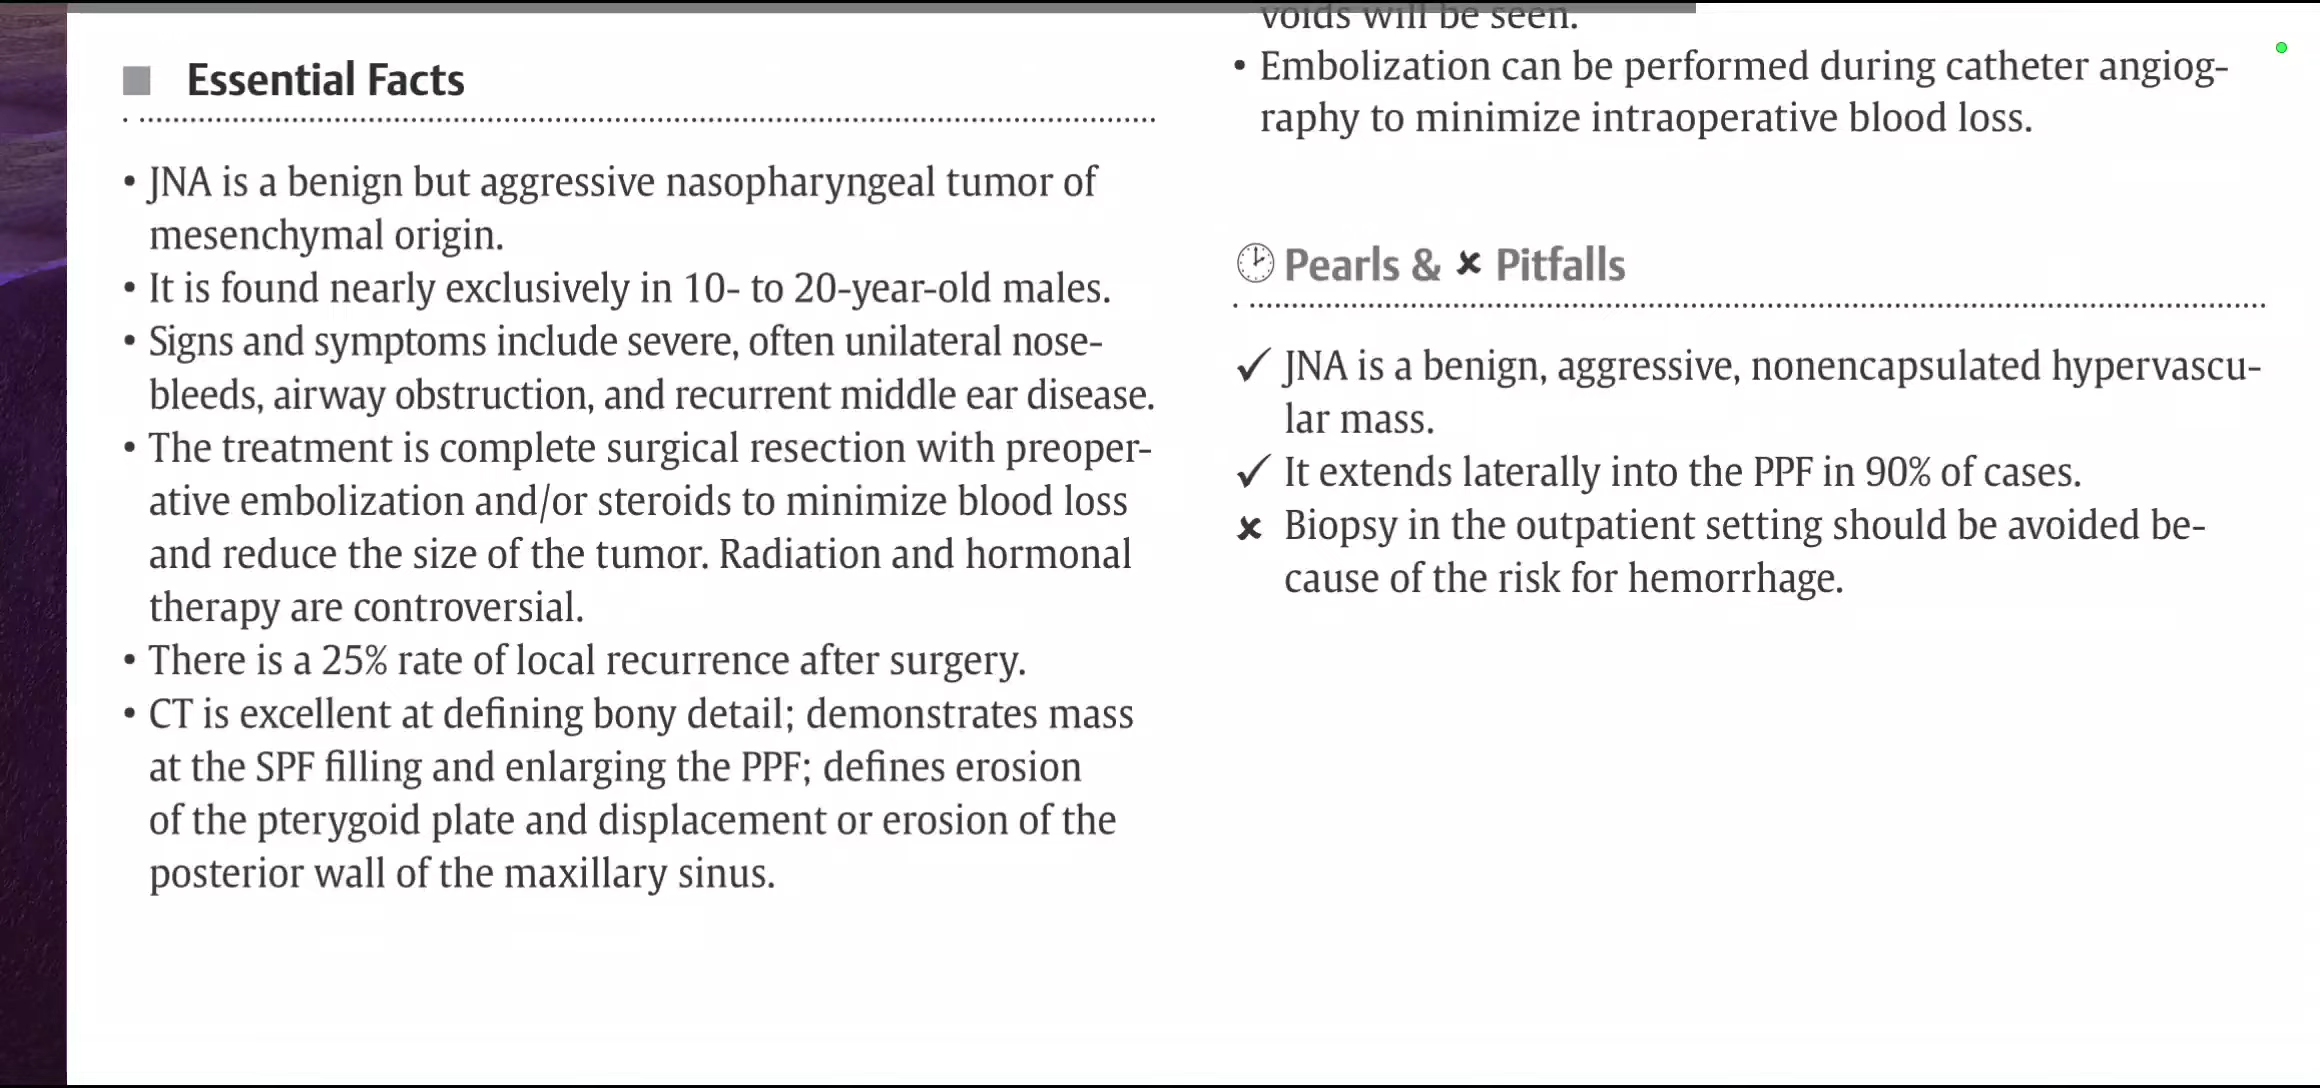 Essential Facts
• JNA is a benign but aggressive nasopharyngeal tumor of
mesenchymal origin.
• It is found nearly exclusively in 10- to 20-year-old males.
• Signs and symptoms include severe, often unilateral nose-
bleeds, airway obstruction, and recurrent middle ear disease.
• The treatment is complete surgical resection with preoper-
ative embolization and/or steroids to minimize blood loss
and reduce the size of the tumor. Radiation and hormonal
therapy are controversial.
• There is a 25% rate of local recurrence after surgery.
• CT is excellent at defining bony detail; demonstrates mass
at the SPF filling and enlarging the PPF; defines erosion
of the pterygoid plate and displacement or erosion of the
posterior wall of the maxillary sinus.
voids will be seen.
• Embolization can be performed during catheter angiog-
raphy to minimize intraoperative blood loss.
Pearls & ✖ Pitfalls
✓ JNA is a benign, aggressive, nonencapsulated hypervascu-
lar mass.
✓ It extends laterally into the PPF in 90% of cases.
✖ Biopsy in the outpatient setting should be avoided be-
cause of the risk for hemorrhage.